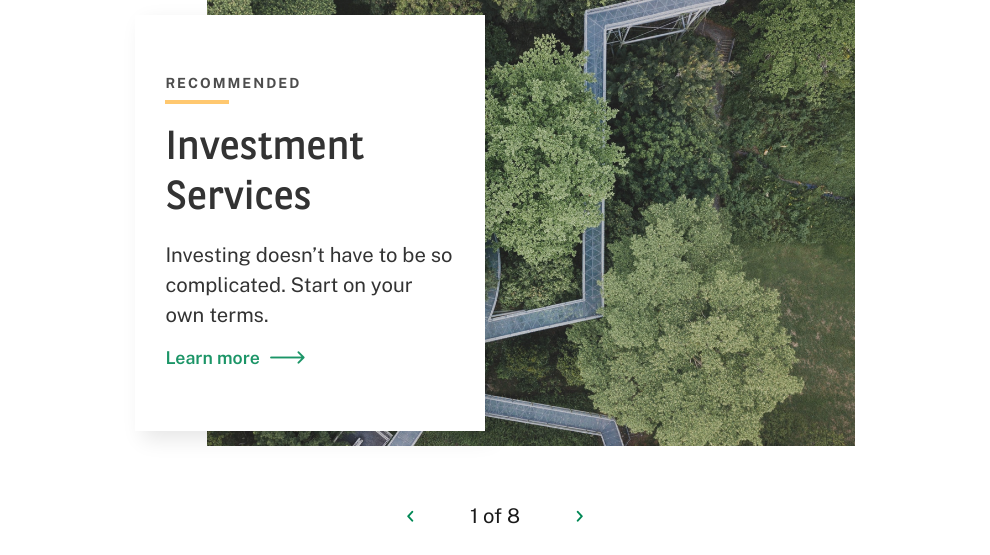 RECOMMENDED
Investment
Services
Investing doesn’t have to be so
complicated. Start on your
own terms.
Learn more
1 of 8